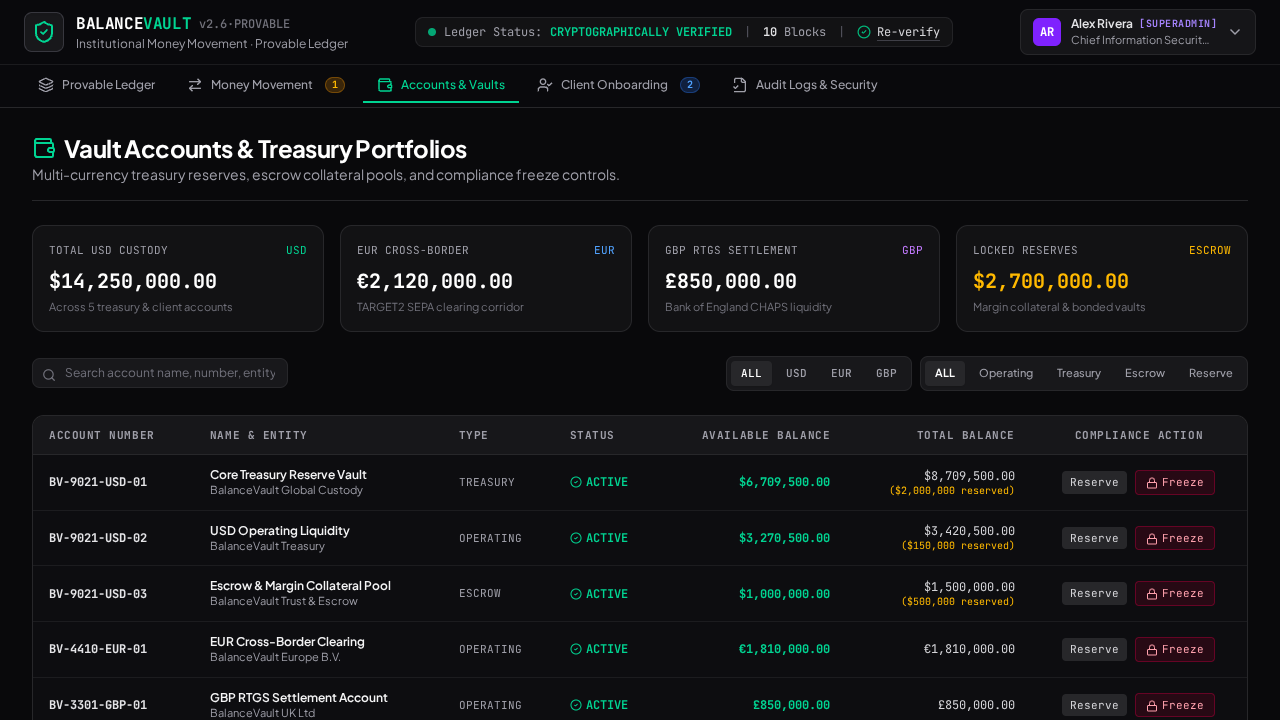 BALANCEVAULT v2.6·PROVABLE
Institutional Money Movement · Provable Ledger
Ledger Status: CRYPTOGRAPHICALLY VERIFIED | 10 Blocks | Re-verify
AR
Alex Rivera [SUPERADMIN]
Chief Information Securit...
Provable Ledger
Money Movement 1
Accounts & Vaults
Client Onboarding 2
Audit Logs & Security
Vault Accounts & Treasury Portfolios
Multi-currency treasury reserves, escrow collateral pools, and compliance freeze controls.
TOTAL USD CUSTODY USD
$14,250,000.00
Across 5 treasury & client accounts
EUR CROSS-BORDER EUR
€2,120,000.00
TARGET2 SEPA clearing corridor
GBP RTGS SETTLEMENT GBP
£850,000.00
Bank of England CHAPS liquidity
LOCKED RESERVES ESCROW
$2,700,000.00
Margin collateral & bonded vaults
Search account name, number, entity
ALL USD EUR GBP
ALL Operating Treasury Escrow Reserve
ACCOUNT NUMBER NAME & ENTITY TYPE STATUS AVAILABLE BALANCE TOTAL BALANCE COMPLIANCE ACTION
BV-9021-USD-01 Core Treasury Reserve Vault TREASURY ACTIVE $6,709,500.00 $8,709,500.00 Reserve Freeze
BalanceVault Global Custody ($2,000,000 reserved)
BV-9021-USD-02 USD Operating Liquidity OPERATING ACTIVE $3,270,500.00 $3,420,500.00 Reserve Freeze
BalanceVault Treasury ($150,000 reserved)
BV-9021-USD-03 Escrow & Margin Collateral Pool ESCROW ACTIVE $1,000,000.00 $1,500,000.00 Reserve Freeze
BalanceVault Trust & Escrow ($500,000 reserved)
BV-4410-EUR-01 EUR Cross-Border Clearing OPERATING ACTIVE €1,810,000.00 €1,810,000.00 Reserve Freeze
BalanceVault Europe B.V.
BV-3301-GBP-01 GBP RTGS Settlement Account OPERATING ACTIVE £850,000.00 £850,000.00 Reserve Freeze
BalanceVault UK Ltd